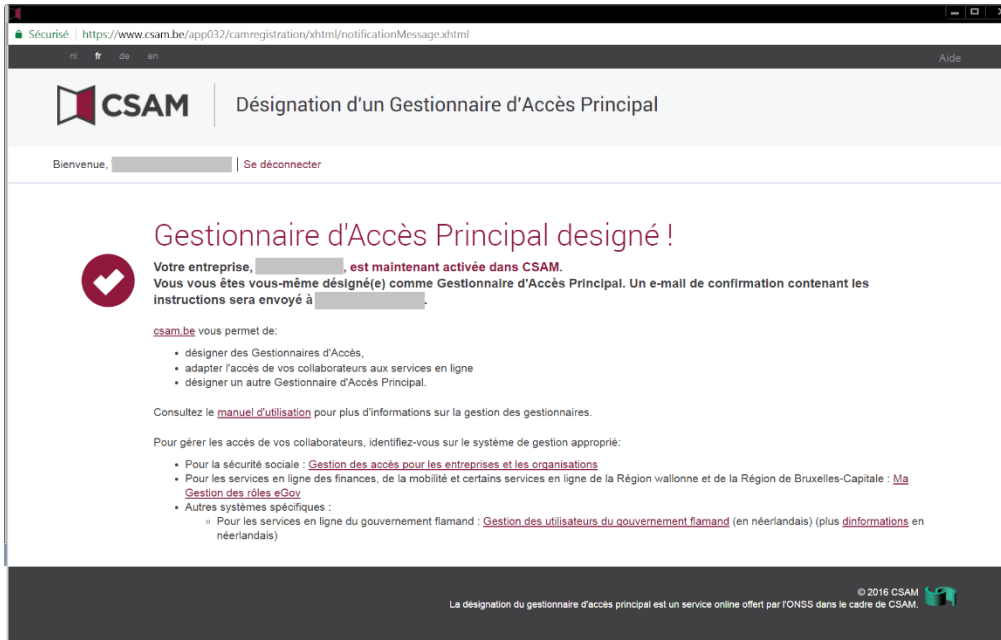 Sécurisé | https://www.csam.be/app032/camregistration/xhtml/notificationMessage.xhtml
nl fr de en Aide
CSAM Désignation d'un Gestionnaire d'Accès Principal
Bienvenue, | Se déconnecter
Gestionnaire d'Accès Principal designé !
Votre entreprise, , est maintenant activée dans CSAM.
Vous vous êtes vous-même désigné(e) comme Gestionnaire d'Accès Principal. Un e-mail de confirmation contenant les
instructions sera envoyé à .
csam.be vous permet de:
• désigner des Gestionnaires d'Accès,
• adapter l'accès de vos collaborateurs aux services en ligne
• désigner un autre Gestionnaire d'Accès Principal.
Consultez le manuel d'utilisation pour plus d'informations sur la gestion des gestionnaires.
Pour gérer les accès de vos collaborateurs, identifiez-vous sur le système de gestion approprié:
• Pour la sécurité sociale : Gestion des accès pour les entreprises et les organisations
• Pour les services en ligne des finances, de la mobilité et certains services en ligne de la Région wallonne et de la Région de Bruxelles-Capitale : Ma
Gestion des rôles eGov
• Autres systèmes spécifiques :
○ Pour les services en ligne du gouvernement flamand : Gestion des utilisateurs du gouvernement flamand (en néerlandais) (plus dinformations en
néerlandais)
© 2016 CSAM
La désignation du gestionnaire d'accès principal est un service online offert par l'ONSS dans le cadre de CSAM.